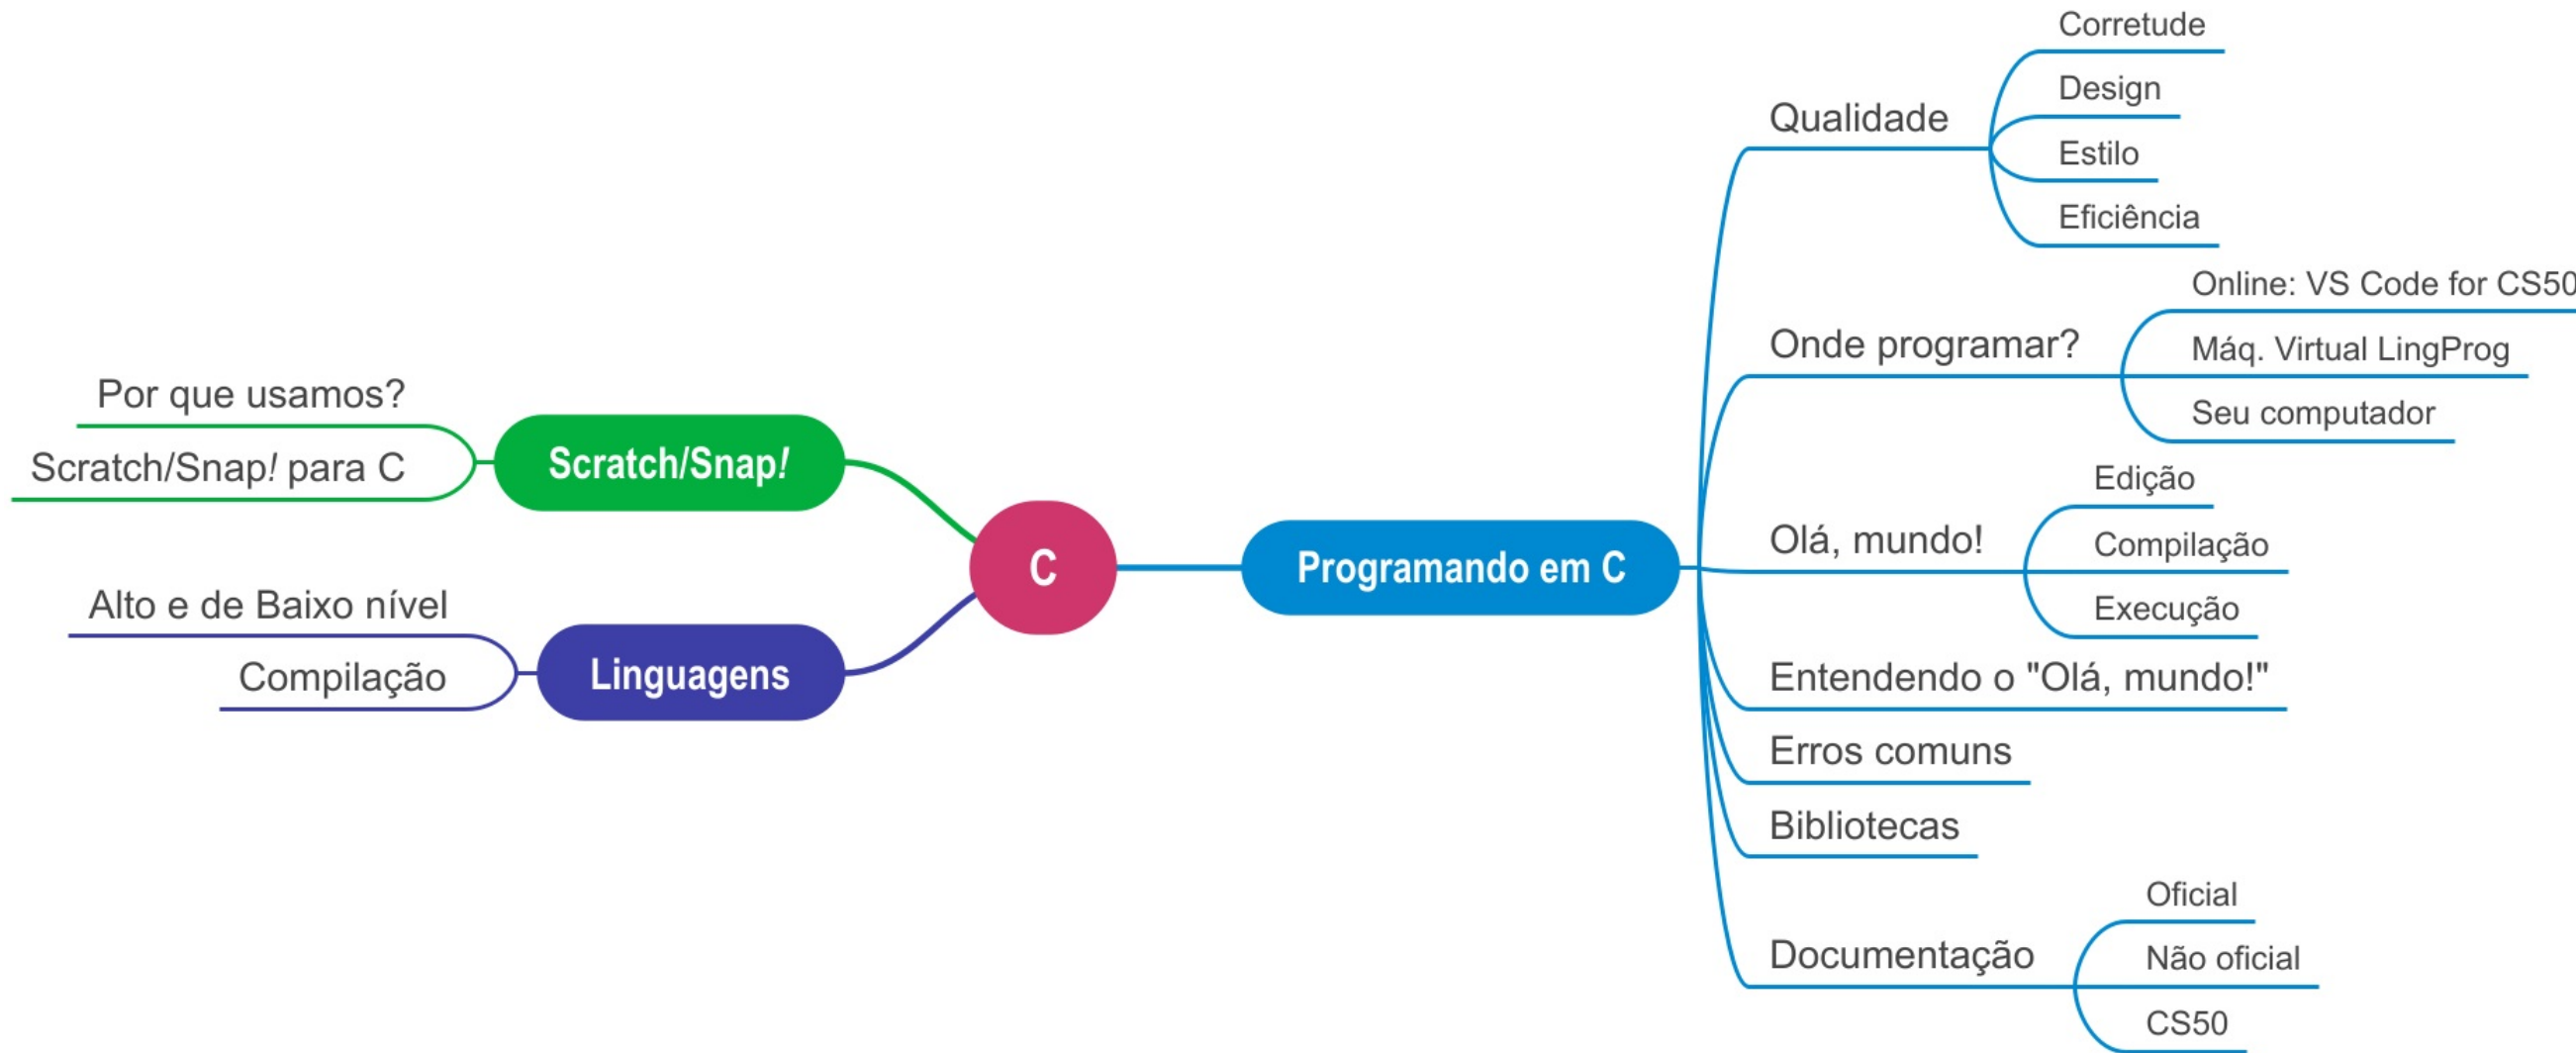 Por que usamos?
Scratch/Snap! para C
Scratch/Snap!
Alto e de Baixo nível
Compilação
Linguagens
C
Programando em C
Qualidade
Corretude
Design
Estilo
Eficiência
Onde programar?
Online: VS Code for CS50
Máq. Virtual LingProg
Seu computador
Olá, mundo!
Edição
Compilação
Execução
Entendendo o "Olá, mundo!"
Erros comuns
Bibliotecas
Documentação
Oficial
Não oficial
CS50